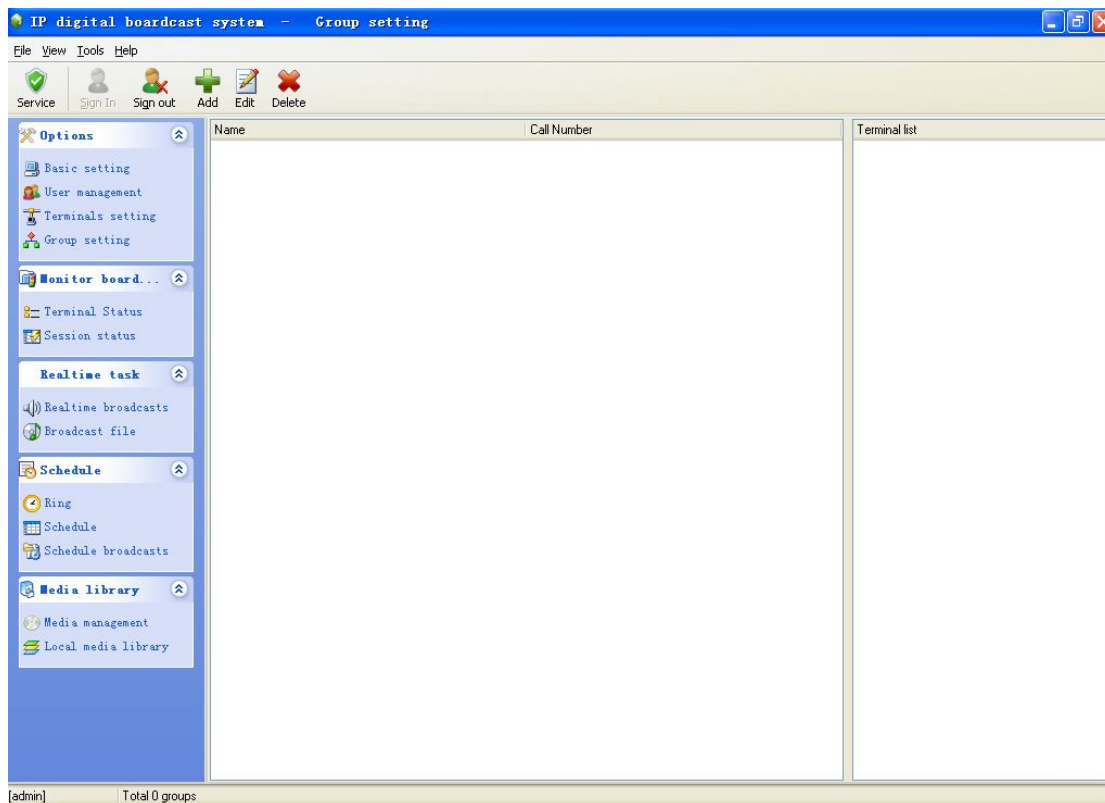 IP digital boardcast system - Group setting
File View Tools Help
Service Sign In Sign out Add Edit Delete
Options
Basic setting
User management
Terminals setting
Group setting
Monitor board...
Terminal Status
Session status
Realtime task
Realtime broadcasts
Broadcast file
Schedule
Ring
Schedule
Schedule broadcasts
Media library
Media management
Local media library
Name Call Number Terminal list
[admin] Total 0 groups